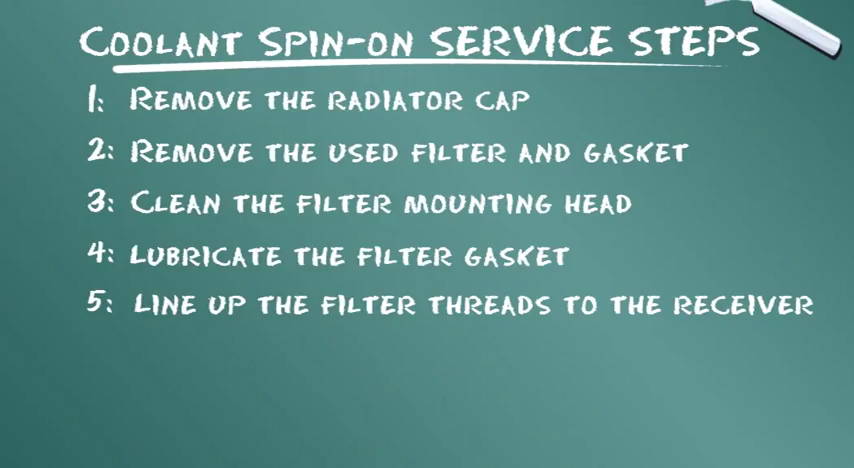 Coolant Spin-on SERVICE STEPS
1: Remove the radiator cap
2: Remove the used filter and gasket
3: Clean the filter mounting head
4: Lubricate the filter gasket
5: Line up the filter threads to the receiver